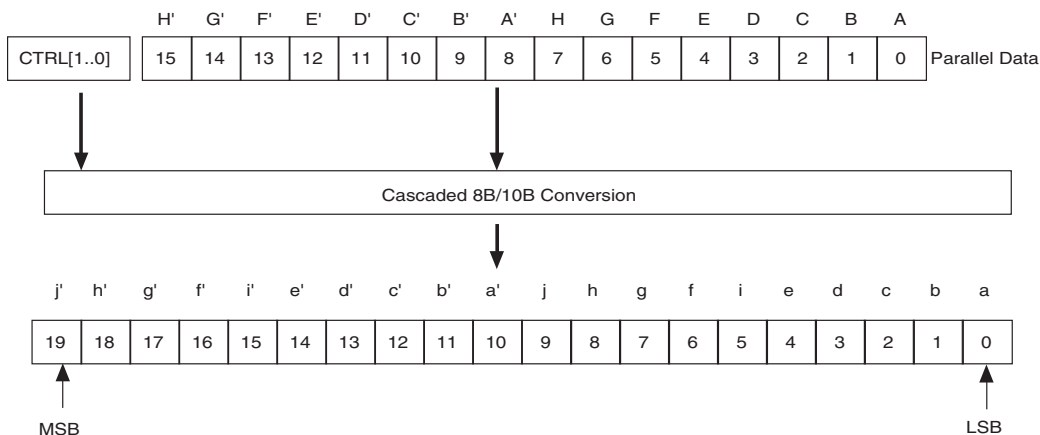 H' G' F' E' D' C' B' A' H G F E D C B A
CTRL[1..0] 15 14 13 12 11 10 9 8 7 6 5 4 3 2 1 0 Parallel Data
Cascaded 8B/10B Conversion
j' h' g' f' i' e' d' c' b' a' j h g f i e d c b a
19 18 17 16 15 14 13 12 11 10 9 8 7 6 5 4 3 2 1 0
MSB LSB